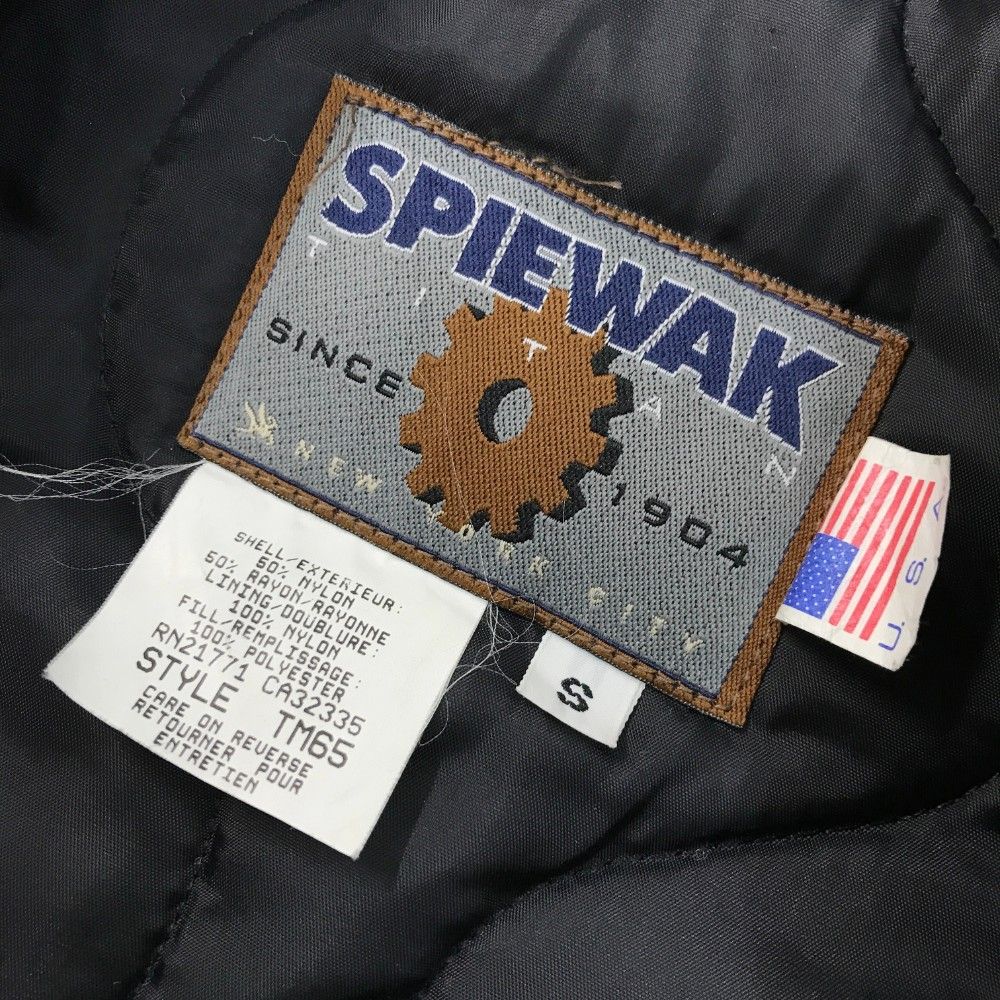 SPIEWAK
TITAN
SINCE 1904
NEW YORK CITY
U.S.A
S
SHELL/EXTERIEUR:
50% NYLON
50% RAYON/RAYONNE
LINING/DOUBLURE:
100% NYLON
FILL/REMPLISSAGE:
100% POLYESTER
RN21771 CA32335
STYLE TM65
CARE ON REVERSE
RETOURNER POUR
ENTRETIEN